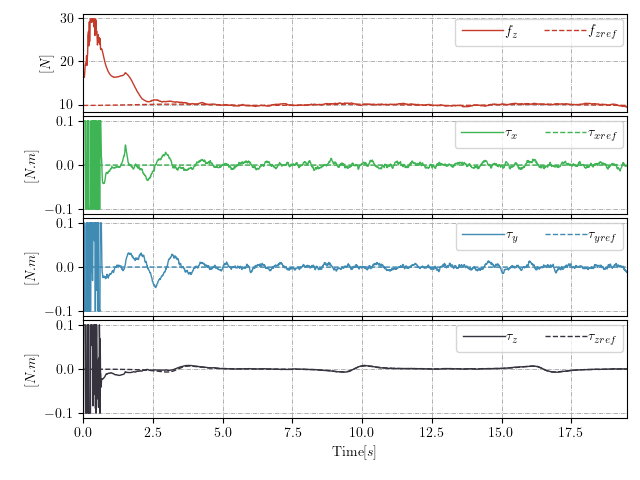 30
20
10
[N]
f_z f_zref
0.1
0.0
−0.1
[N.m]
τ_x τ_xref
0.1
0.0
−0.1
[N.m]
τ_y τ_yref
0.1
0.0
−0.1
[N.m]
τ_z τ_zref
0.0 2.5 5.0 7.5 10.0 12.5 15.0 17.5
Time[s]